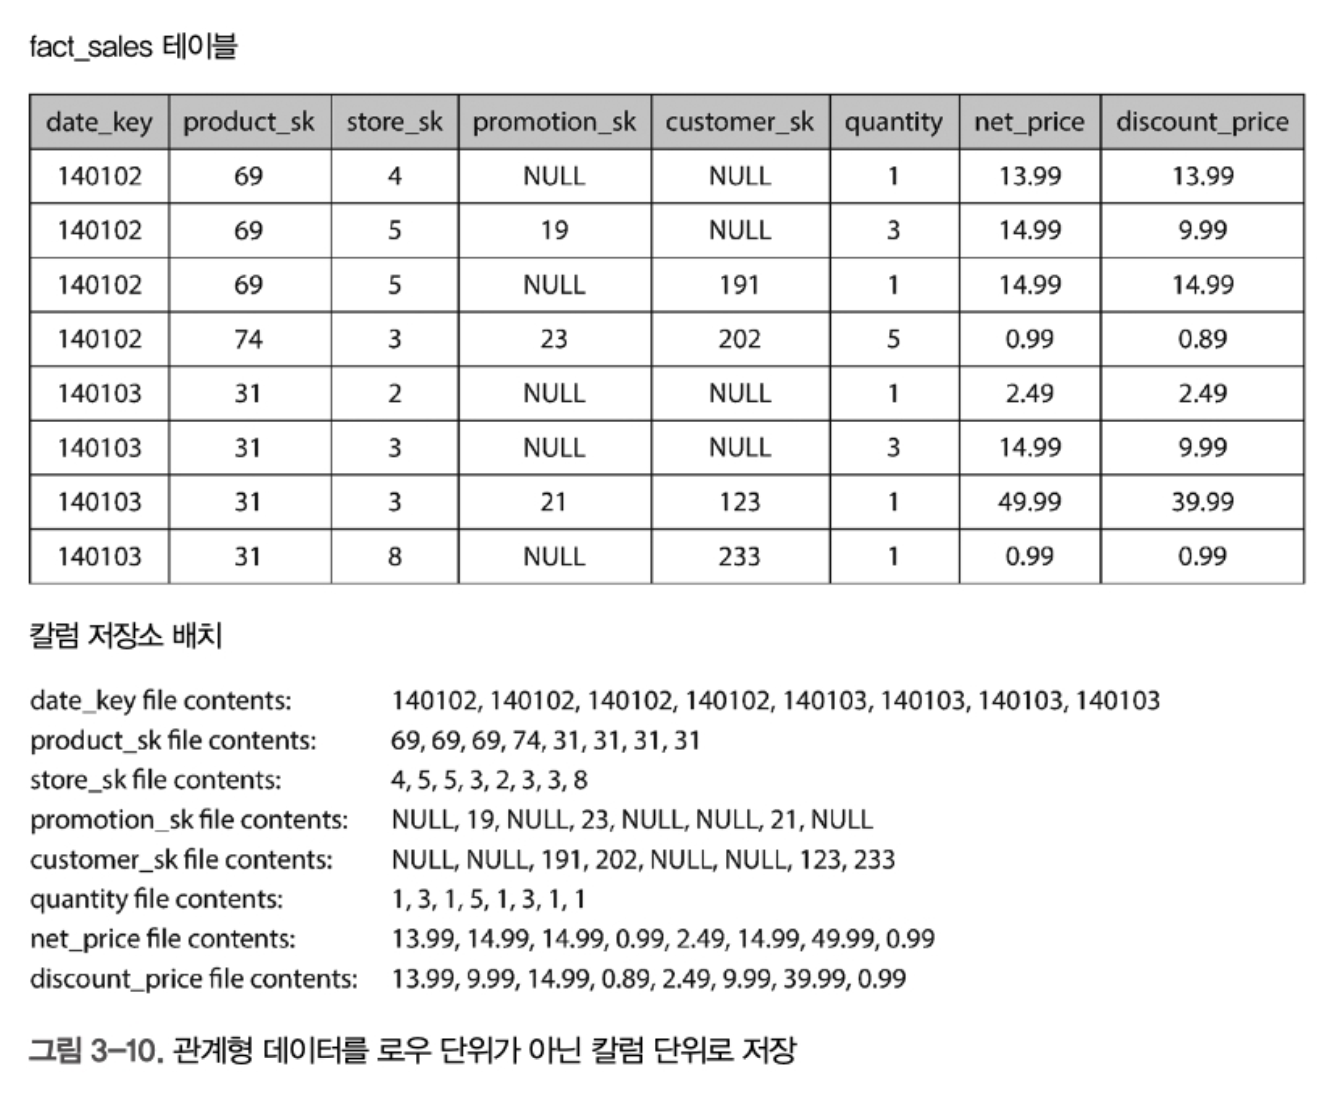 fact_sales 테이블
date_key product_sk store_sk promotion_sk customer_sk quantity net_price discount_price
140102 69 4 NULL NULL 1 13.99 13.99
140102 69 5 19 NULL 3 14.99 9.99
140102 69 5 NULL 191 1 14.99 14.99
140102 74 3 23 202 5 0.99 0.89
140103 31 2 NULL NULL 1 2.49 2.49
140103 31 3 NULL NULL 3 14.99 9.99
140103 31 3 21 123 1 49.99 39.99
140103 31 8 NULL 233 1 0.99 0.99
칼럼 저장소 배치
date_key file contents: 140102, 140102, 140102, 140102, 140103, 140103, 140103, 140103
product_sk file contents: 69, 69, 69, 74, 31, 31, 31, 31
store_sk file contents: 4, 5, 5, 3, 2, 3, 3, 8
promotion_sk file contents: NULL, 19, NULL, 23, NULL, NULL, 21, NULL
customer_sk file contents: NULL, NULL, 191, 202, NULL, NULL, 123, 233
quantity file contents: 1, 3, 1, 5, 1, 3, 1, 1
net_price file contents: 13.99, 14.99, 14.99, 0.99, 2.49, 14.99, 49.99, 0.99
discount_price file contents: 13.99, 9.99, 14.99, 0.89, 2.49, 9.99, 39.99, 0.99
그림 3-10. 관계형 데이터를 로우 단위가 아닌 칼럼 단위로 저장